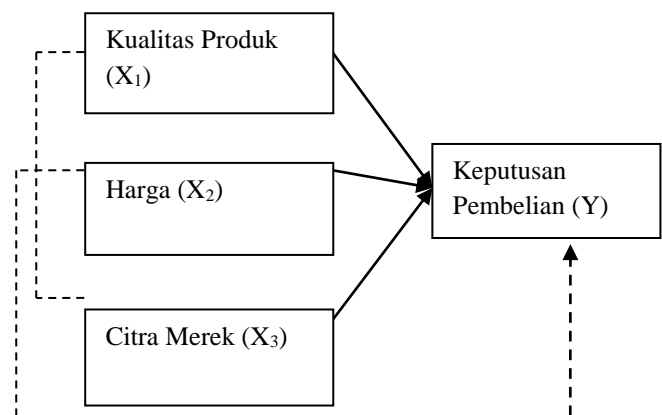 Kualitas Produk
(X₁)
Harga (X₂)
Citra Merek (X₃)
Keputusan
Pembelian (Y)